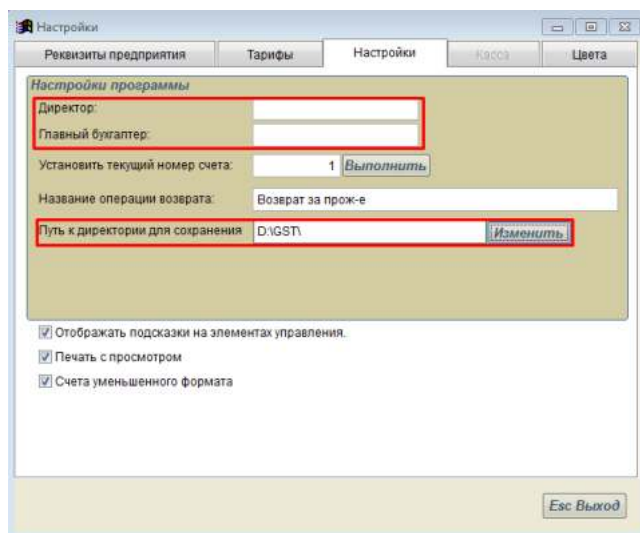 Настройки
Реквизиты предприятия Тарифы Настройки Касса Цвета
Настройки программы
Директор:
Главный бухгалтер:
Установить текущий номер счета: 1 Выполнить
Название операции возврата: Возврат за прож-е
Путь к директории для сохранения D:\GST\ Изменить
Отображать подсказки на элементах управления.
Печать с просмотром
Счета уменьшенного формата
Esc Выход